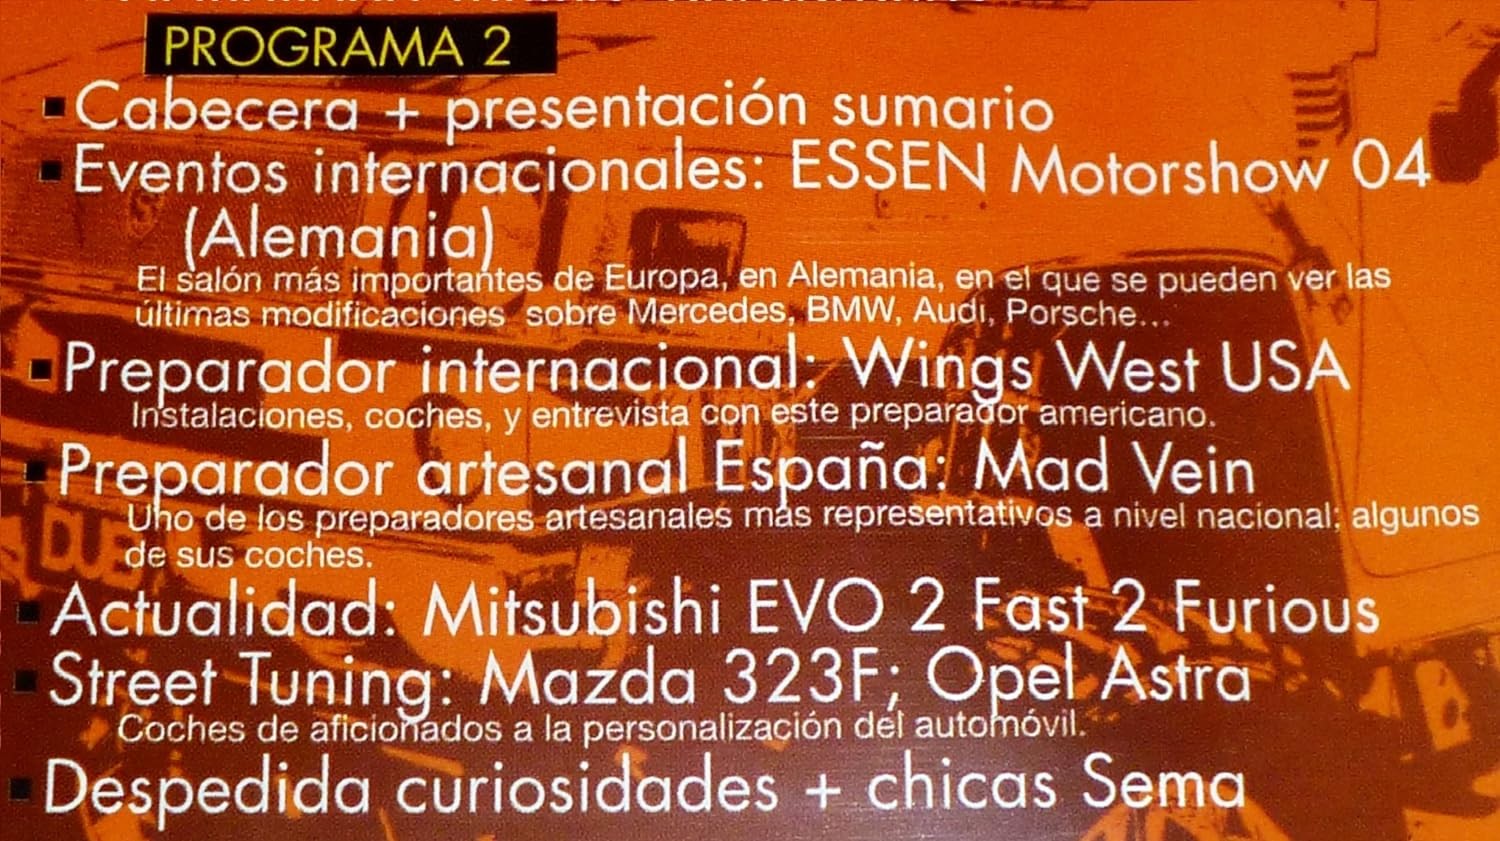 PROGRAMA 2
▪ Cabecera + presentación sumario
▪ Eventos internacionales: ESSEN Motorshow 04
(Alemania)
El salón más importantes de Europa, en Alemania, en el que se pueden ver las
últimas modificaciones sobre Mercedes, BMW, Audi, Porsche...
▪ Preparador internacional: Wings West USA
Instalaciones, coches, y entrevista con este preparador americano.
▪ Preparador artesanal España: Mad Vein
Uno de los preparadores artesanales más representativos a nivel nacional; algunos
de sus coches.
DUB
▪ Actualidad: Mitsubishi EVO 2 Fast 2 Furious
▪ Street Tuning: Mazda 323F; Opel Astra
Coches de aficionados a la personalización del automóvil.
▪ Despedida curiosidades + chicas Sema